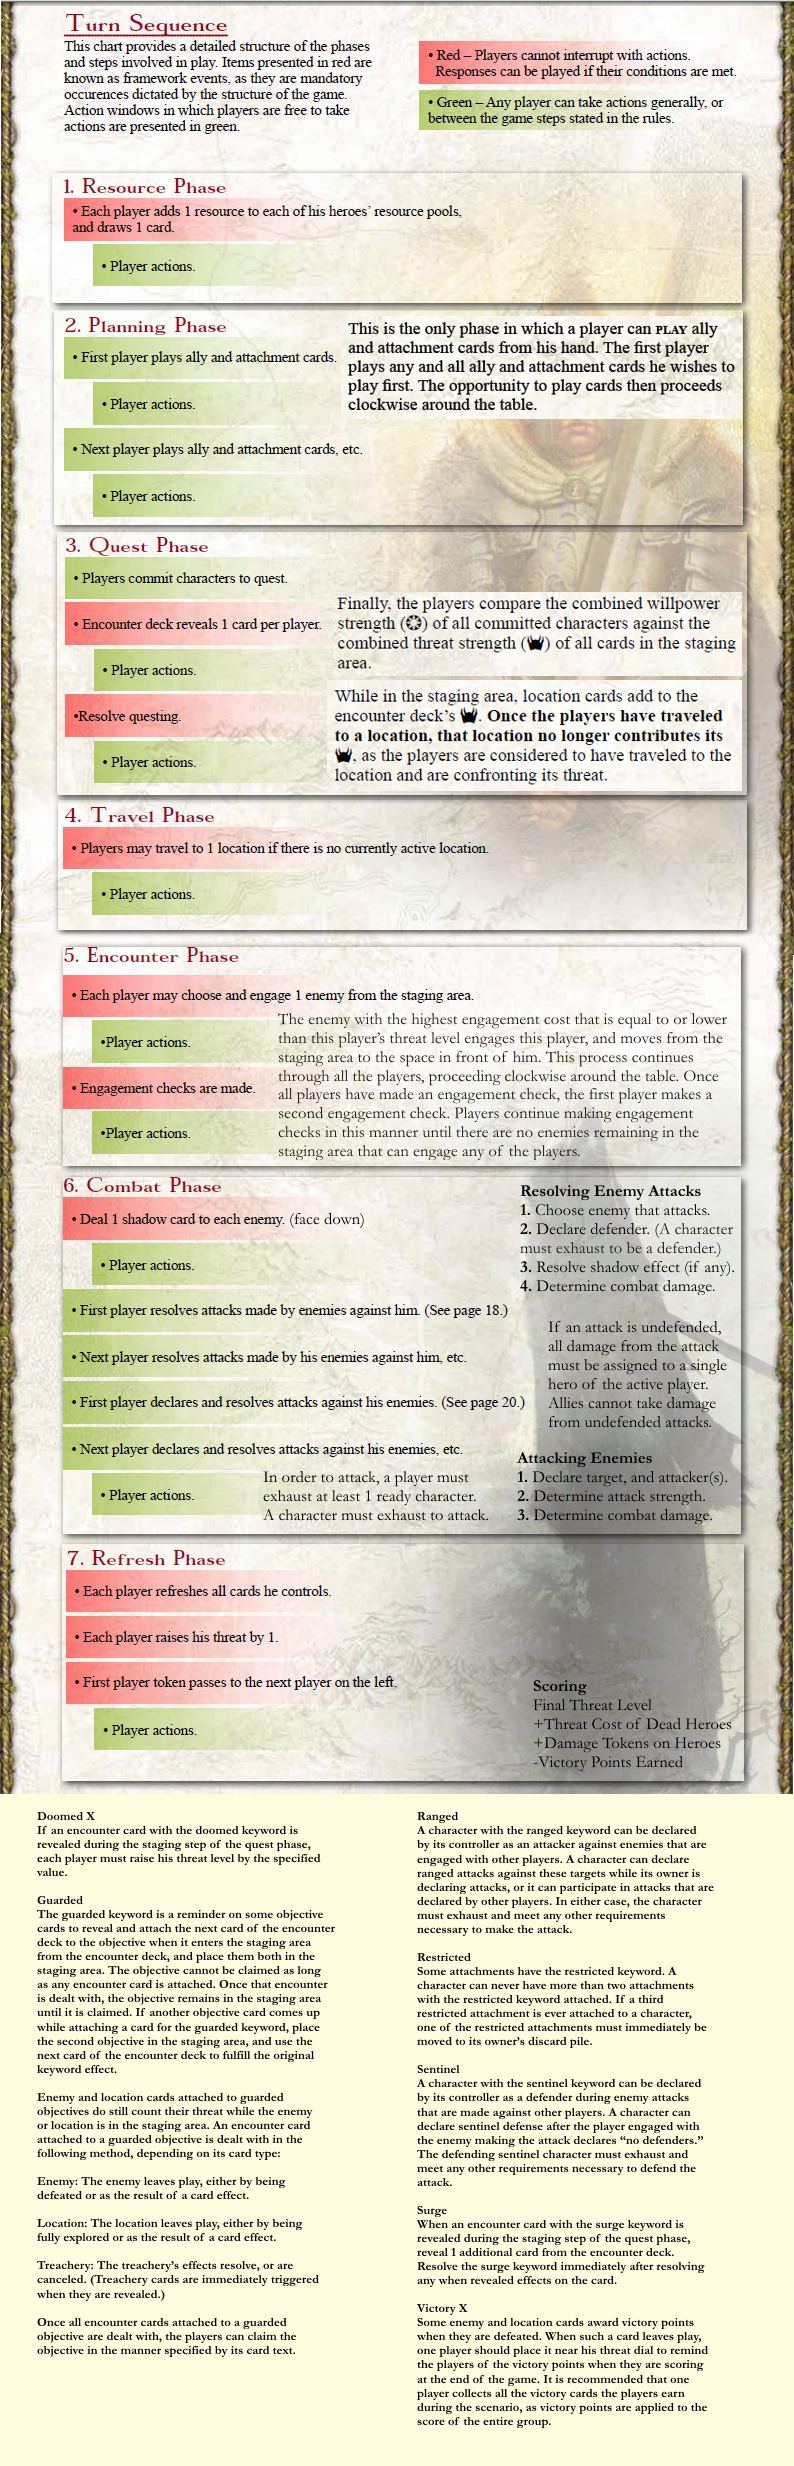 Turn Sequence
This chart provides a detailed structure of the phases
and steps involved in play. Items presented in red are
known as framework events, as they are mandatory
occurences dictated by the structure of the game.
Action windows in which players are free to take
actions are presented in green.
• Red – Players cannot interrupt with actions.
Responses can be played if their conditions are met.
• Green – Any player can take actions generally, or
between the game steps stated in the rules.
1. Resource Phase
• Each player adds 1 resource to each of his heroes' resource pools,
and draws 1 card.
• Player actions.
2. Planning Phase
• First player plays ally and attachment cards.
• Player actions.
• Next player plays ally and attachment cards, etc.
• Player actions.
This is the only phase in which a player can PLAY ally
and attachment cards from his hand. The first player
plays any and all ally and attachment cards he wishes to
play first. The opportunity to play cards then proceeds
clockwise around the table.
3. Quest Phase
• Players commit characters to quest.
• Encounter deck reveals 1 card per player.
• Player actions.
•Resolve questing.
• Player actions.
Finally, the players compare the combined willpower
strength () of all committed characters against the
combined threat strength () of all cards in the staging
area.
While in the staging area, location cards add to the
encounter deck's . Once the players have traveled
to a location, that location no longer contributes its
, as the players are considered to have traveled to the
location and are confronting its threat.
4. Travel Phase
• Players may travel to 1 location if there is no currently active location.
• Player actions.
5. Encounter Phase
• Each player may choose and engage 1 enemy from the staging area.
•Player actions.
• Engagement checks are made.
•Player actions.
The enemy with the highest engagement cost that is equal to or lower
than this player's threat level engages this player, and moves from the
staging area to the space in front of him. This process continues
through all the players, proceeding clockwise around the table. Once
all players have made an engagement check, the first player makes a
second engagement check. Players continue making engagement
checks in this manner until there are no enemies remaining in the
staging area that can engage any of the players.
6. Combat Phase
• Deal 1 shadow card to each enemy. (face down)
• Player actions.
• First player resolves attacks made by enemies against him. (See page 18.)
• Next player resolves attacks made by his enemies against him, etc.
• First player declares and resolves attacks against his enemies. (See page 20.)
• Next player declares and resolves attacks against his enemies, etc.
• Player actions.
In order to attack, a player must
exhaust at least 1 ready character.
A character must exhaust to attack.
Resolving Enemy Attacks
1. Choose enemy that attacks.
2. Declare defender. (A character
must exhaust to be a defender.)
3. Resolve shadow effect (if any).
4. Determine combat damage.
If an attack is undefended,
all damage from the attack
must be assigned to a single
hero of the active player.
Allies cannot take damage
from undefended attacks.
Attacking Enemies
1. Declare target, and attacker(s).
2. Determine attack strength.
3. Determine combat damage.
7. Refresh Phase
• Each player refreshes all cards he controls.
• Each player raises his threat by 1.
• First player token passes to the next player on the left.
• Player actions.
Scoring
Final Threat Level
+Threat Cost of Dead Heroes
+Damage Tokens on Heroes
-Victory Points Earned
Doomed X
If an encounter card with the doomed keyword is
revealed during the staging step of the quest phase,
each player must raise his threat level by the specified
value.
Guarded
The guarded keyword is a reminder on some objective
cards to reveal and attach the next card of the encounter
deck to the objective when it enters the staging area
from the encounter deck, and place them both in the
staging area. The objective cannot be claimed as long
as any encounter card is attached. Once that encounter
is dealt with, the objective remains in the staging area
until it is claimed. If another objective card comes up
while attaching a card for the guarded keyword, place
the second objective in the staging area, and use the
next card of the encounter deck to fulfill the original
keyword effect.
Enemy and location cards attached to guarded
objectives do still count their threat while the enemy
or location is in the staging area. An encounter card
attached to a guarded objective is dealt with in the
following method, depending on its card type:
Enemy: The enemy leaves play, either by being
defeated or as the result of a card effect.
Location: The location leaves play, either by being
fully explored or as the result of a card effect.
Treachery: The treachery's effects resolve, or are
canceled. (Treachery cards are immediately triggered
when they are revealed.)
Once all encounter cards attached to a guarded
objective are dealt with, the players can claim the
objective in the manner specified by its card text.
Ranged
A character with the ranged keyword can be declared
by its controller as an attacker against enemies that are
engaged with other players. A character can declare
ranged attacks against these targets while its owner is
declaring attacks, or it can participate in attacks that are
declared by other players. In either case, the character
must exhaust and meet any other requirements
necessary to make the attack.
Restricted
Some attachments have the restricted keyword. A
character can never have more than two attachments
with the restricted keyword attached. If a third
restricted attachment is ever attached to a character,
one of the restricted attachments must immediately be
moved to its owner's discard pile.
Sentinel
A character with the sentinel keyword can be declared
by its controller as a defender during enemy attacks
that are made against other players. A character can
declare sentinel defense after the player engaged with
the enemy making the attack declares "no defenders."
The defending sentinel character must exhaust and
meet any other requirements necessary to defend the
attack.
Surge
When an encounter card with the surge keyword is
revealed during the staging step of the quest phase,
reveal 1 additional card from the encounter deck.
Resolve the surge keyword immediately after resolving
any when revealed effects on the card.
Victory X
Some enemy and location cards award victory points
when they are defeated. When such a card leaves play,
one player should place it near his threat dial to remind
the players of the victory points when they are scoring
at the end of the game. It is recommended that one
player collects all the victory cards the players earn
during the scenario, as victory points are applied to the
score of the entire group.